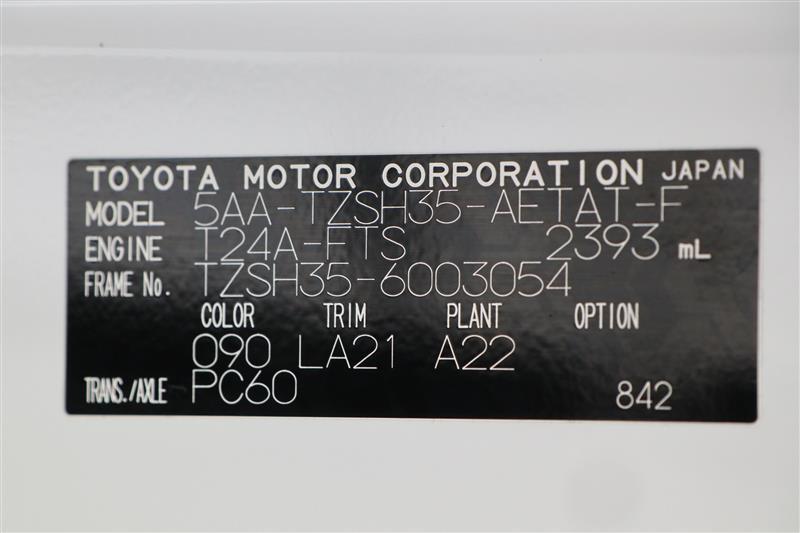 TOYOTA MOTOR CORPORATION JAPAN
MODEL 5AA-TZSH35-AETAT-F
ENGINE T24A-FTS 2393 mL
FRAME No. TZSH35-6003054
COLOR TRIM PLANT OPTION
090 LA21 A22
TRANS./AXLE PC60 842